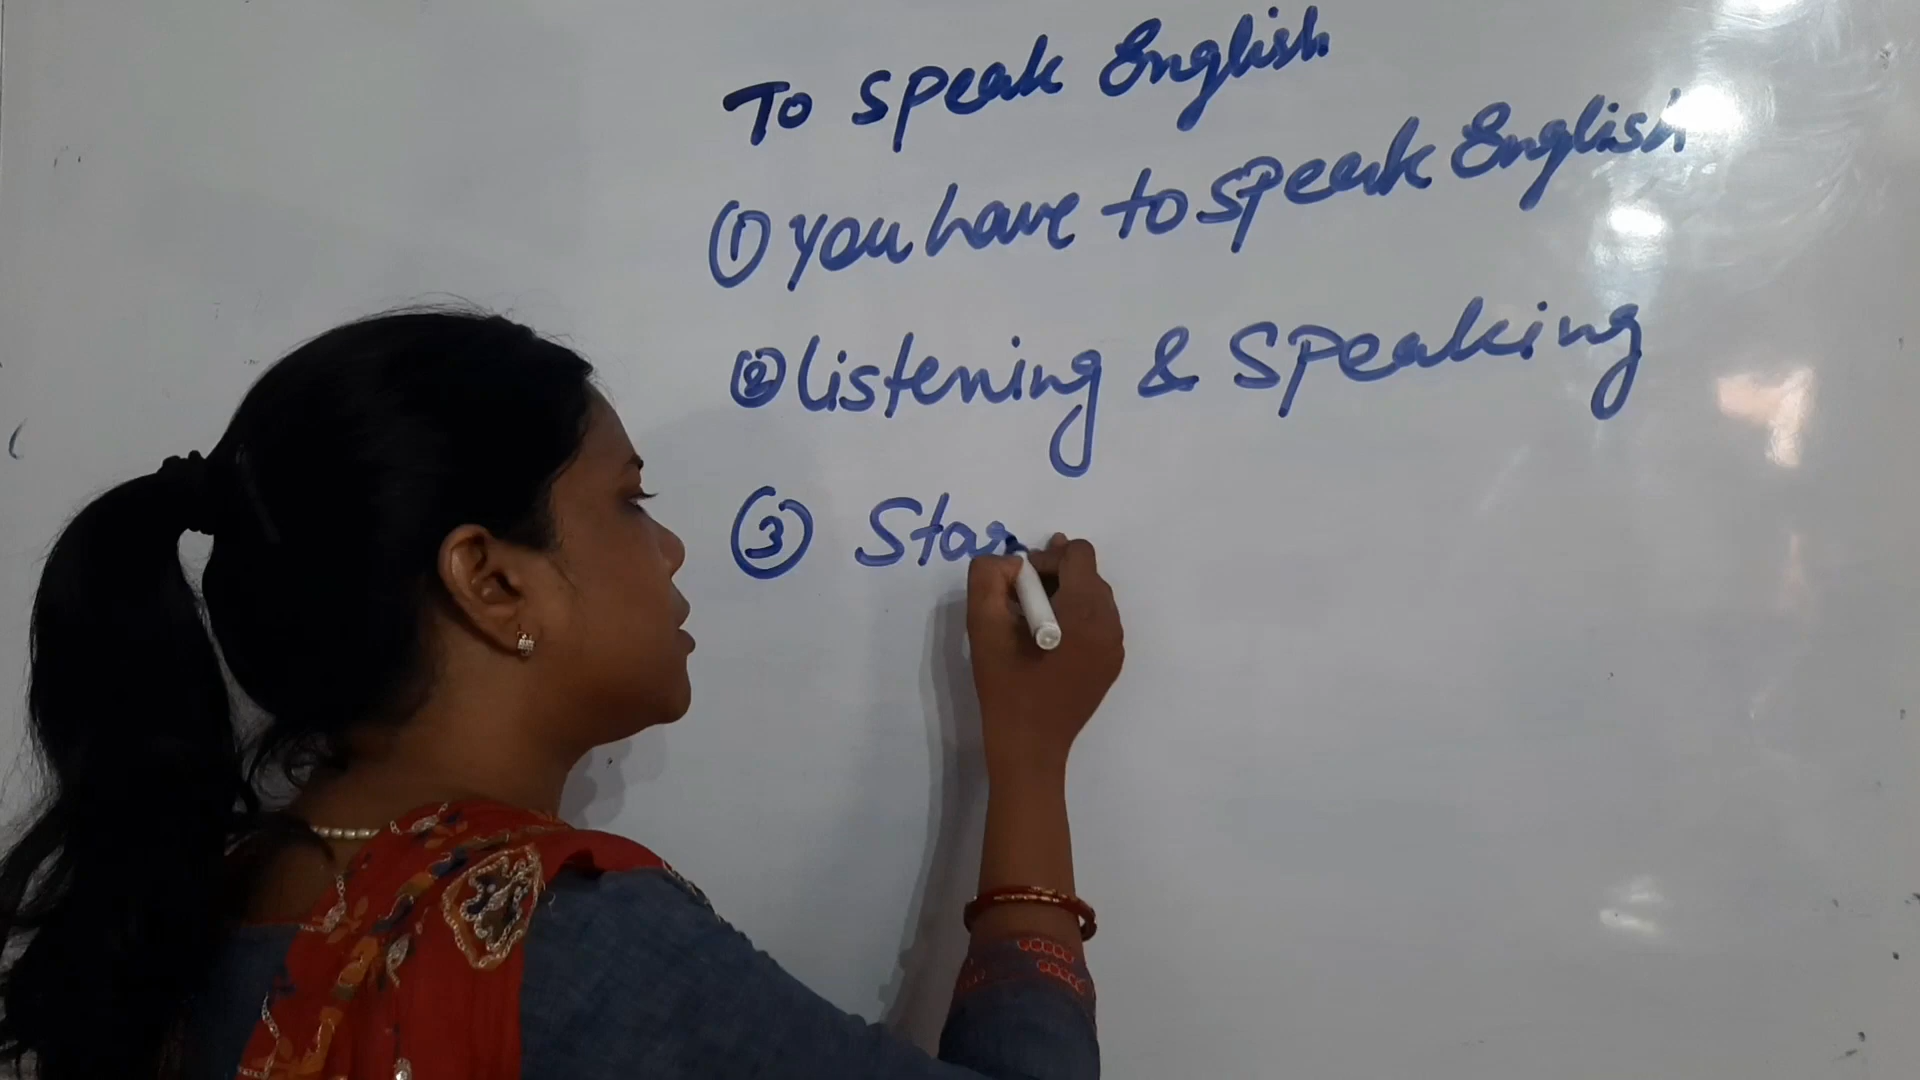 To speak English
① you have to speak English
② listening & speaking
③ Star